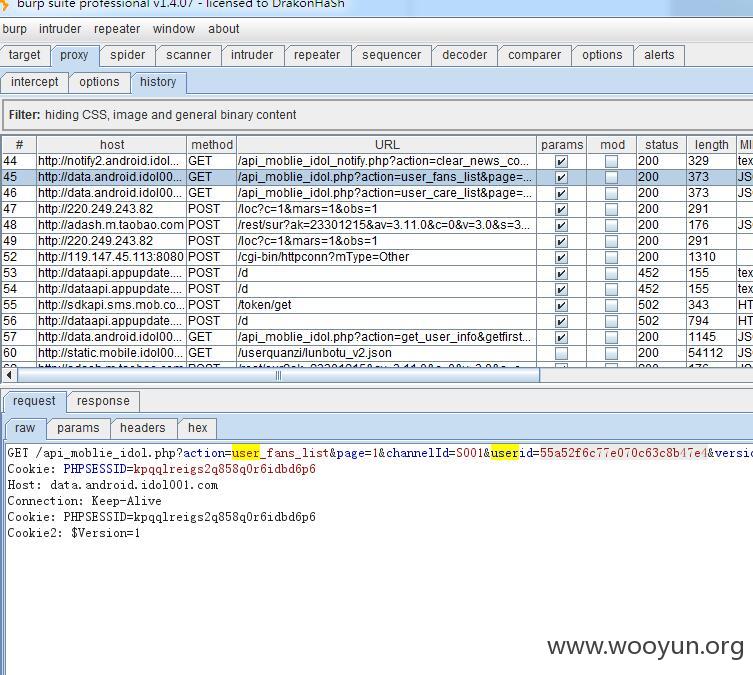 burp suite professional v1.4.07 - licensed to DrakonHaSh
burp intruder repeater window about
target proxy spider scanner intruder repeater sequencer decoder comparer options alerts
intercept options history
Filter: hiding CSS, image and general binary content
# host method URL params mod status length MI
44 http://notify2.android.idol... GET /api_moblie_idol_notify.php?action=clear_news_co... 200 329 tex
45 http://data.android.idol00... GET /api_moblie_idol.php?action=user_fans_list&page=... 200 373 JS
46 http://data.android.idol00... GET /api_moblie_idol.php?action=user_care_list&page=... 200 373 JS
47 http://220.249.243.82 POST /loc?c=1&mars=1&obs=1 200 291
48 http://adash.m.taobao.com POST /rest/sur?ak=23301215&av=3.11.0&c=0&v=3.0&s=3... 200 176 JS
49 http://220.249.243.82 POST /loc?c=1&mars=1&obs=1 200 291
52 http://119.147.45.113:8080 POST /cgi-bin/httpconn?mType=Other 200 1310
53 http://dataapi.appupdate.... POST /d 452 155 tex
54 http://dataapi.appupdate.... POST /d 452 155 tex
55 http://sdkapi.sms.mob.co... POST /token/get 502 343 HT
56 http://dataapi.appupdate.... POST /d 502 794 HT
57 http://data.android.idol00... GET /api_moblie_idol.php?action=get_user_info&getfirst... 200 1145 JS
60 http://static.mobile.idol00... GET /userquanzi/lunbotu_v2.json 200 54112 JS
request response
raw params headers hex
GET /api_moblie_idol.php?action=user_fans_list&page=1&channelId=S001&userid=55a52f6c77e070c63c8b47e4&versio
Cookie: PHPSESSID=kpqqlreigs2q858q0r6idbd6p6
Host: data.android.idol001.com
Connection: Keep-Alive
Cookie: PHPSESSID=kpqqlreigs2q858q0r6idbd6p6
Cookie2: $Version=1
www.wooyun.org